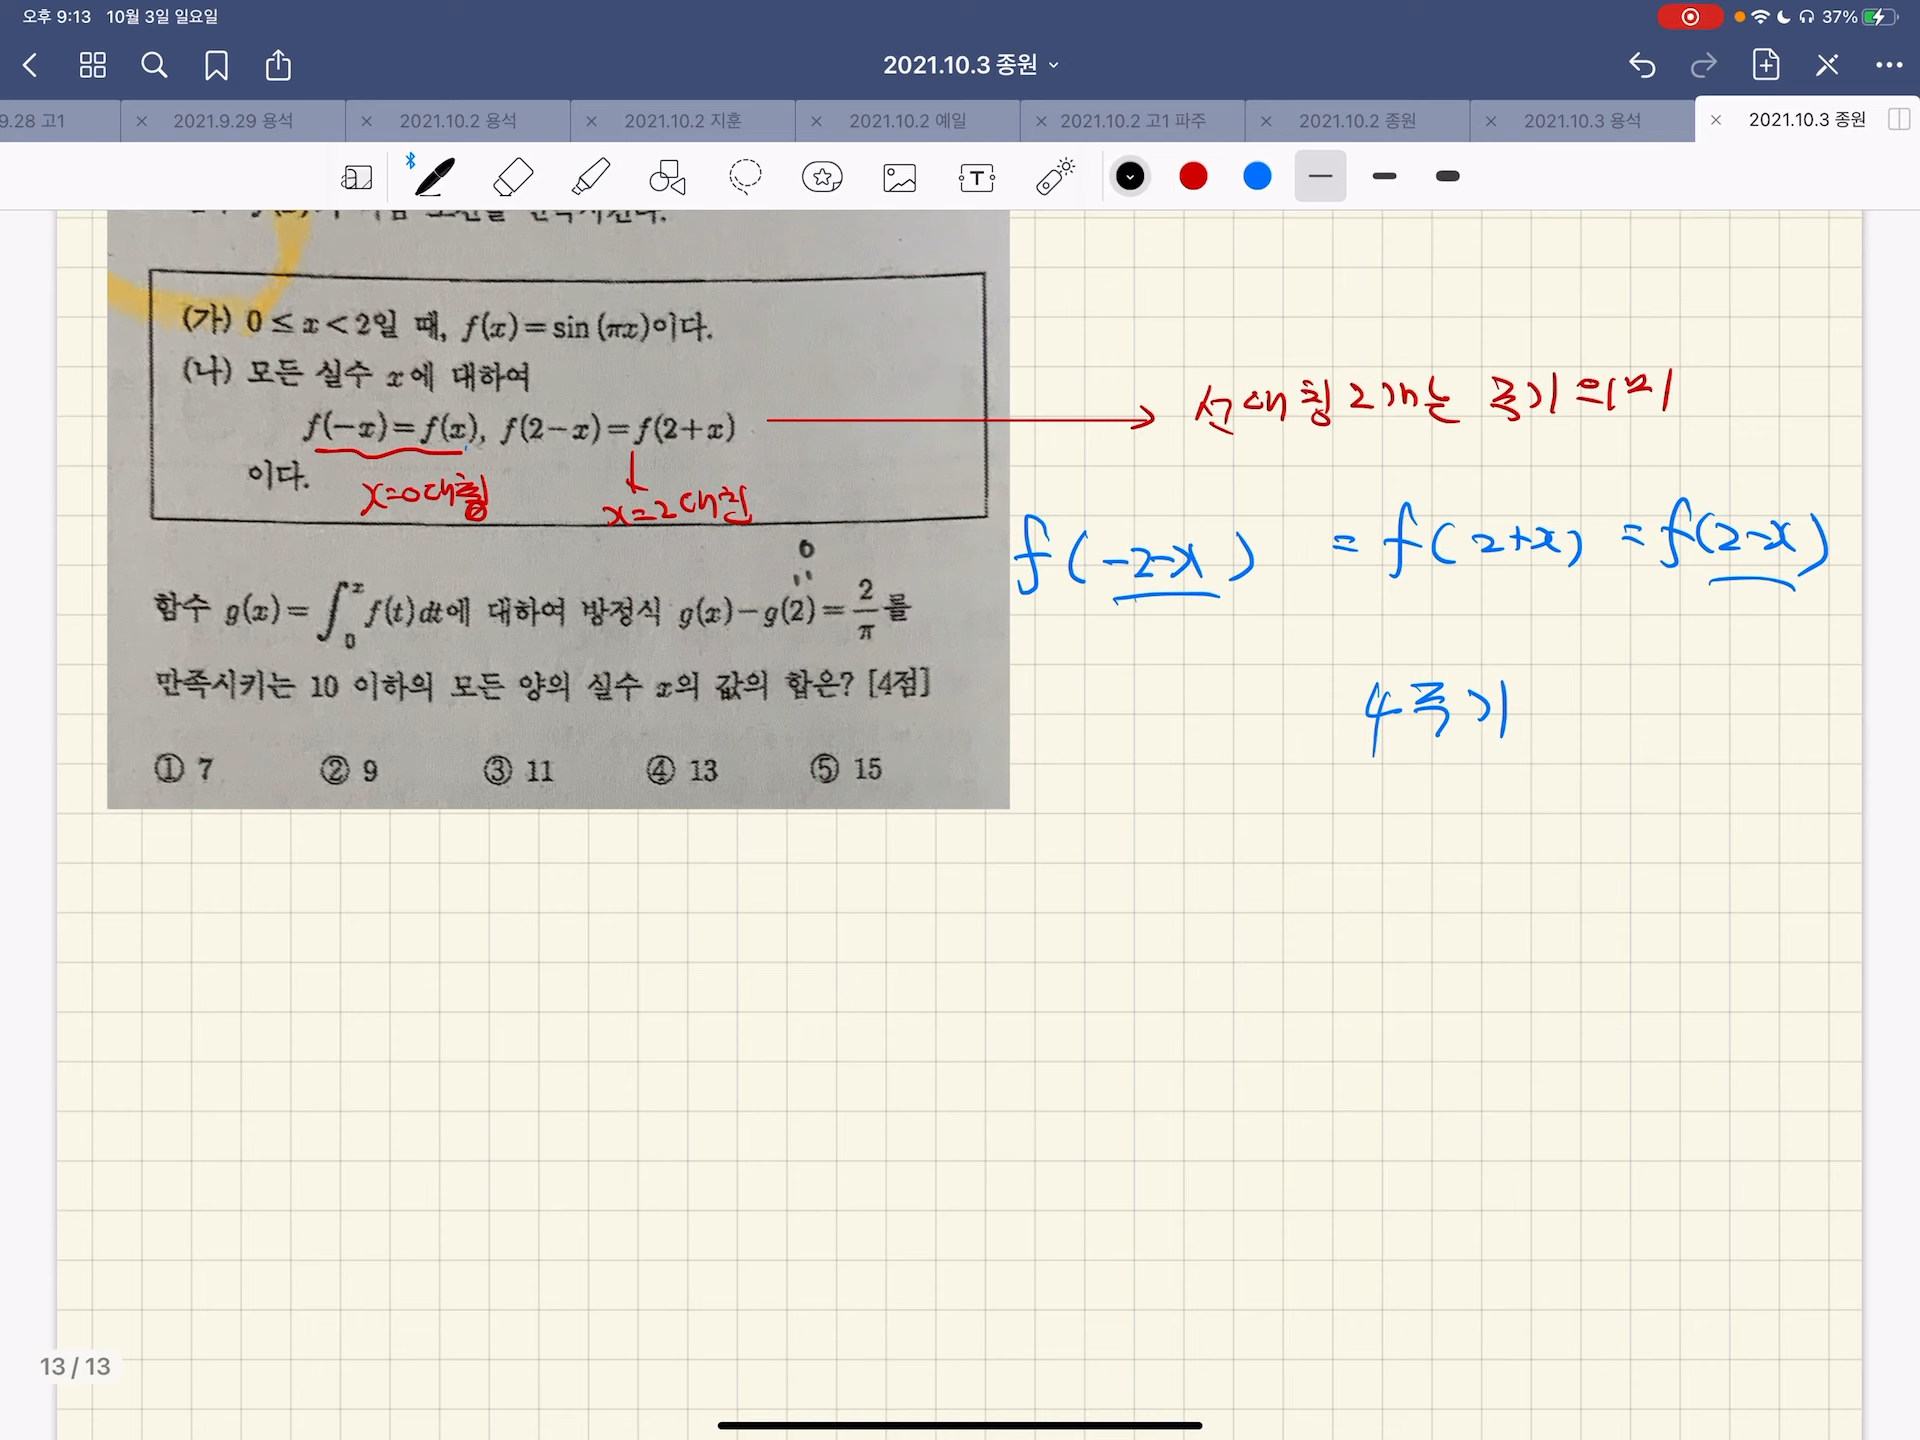 오후 9:13 10월 3일 일요일
37%
2021.10.3 종원
9.28 고1
2021.9.29 용석
2021.10.2 용석
2021.10.2 지훈
2021.10.2 예일
2021.10.2 고1 파주
2021.10.2 종원
2021.10.3 용석
2021.10.3 종원
(가) 0≤x<2일 때, f(x)=sin(πx)이다.
(나) 모든 실수 x에 대하여
f(−x)=f(x), f(2−x)=f(2+x)
이다.
x=0대칭
x=2대칭
선대칭 2개는 주기 의미
f(-2-x) = f(2+x) = f(2-x)
4주기
0
함수 g(x)=∫₀ˣ f(t)dt에 대하여 방정식 g(x)−g(2)=2/π를
만족시키는 10 이하의 모든 양의 실수 x의 값의 합은? [4점]
① 7 ② 9 ③ 11 ④ 13 ⑤ 15
13 / 13